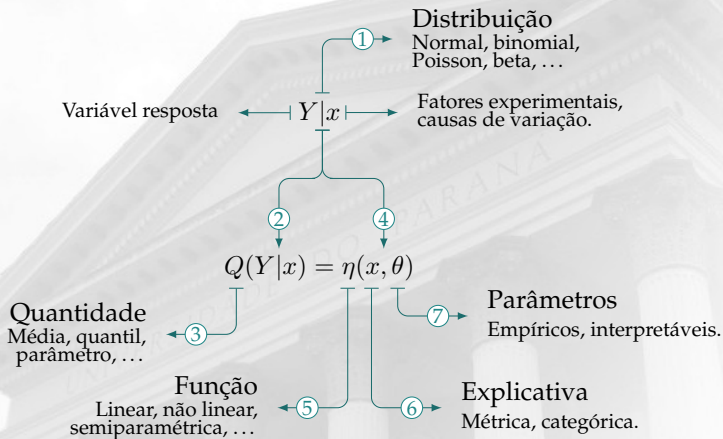 Distribuição
1
Normal, binomial,
Poisson, beta, …
Variável resposta
Y|x
Fatores experimentais,
causas de variação.
2
4
Q(Y|x) = η(x, θ)
Quantidade
3
Média, quantil,
parâmetro, …
Parâmetros
7
Empíricos, interpretáveis.
Função
5
Linear, não linear,
semiparamétrica, …
Explicativa
6
Métrica, categórica.